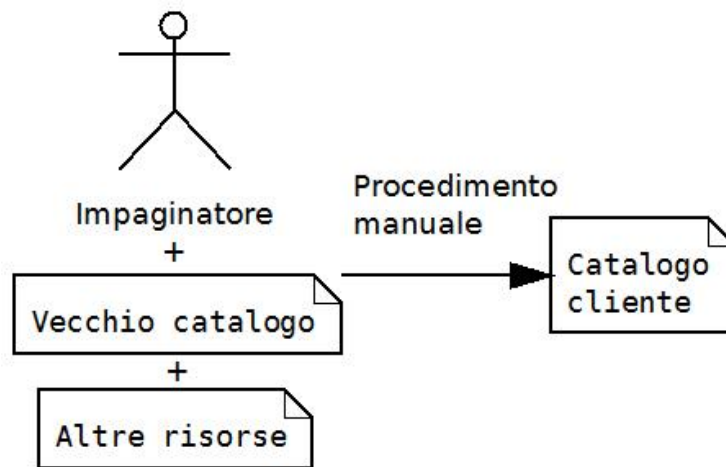 Impaginatore
+
Vecchio catalogo
+
Altre risorse
Procedimento
manuale
Catalogo
cliente